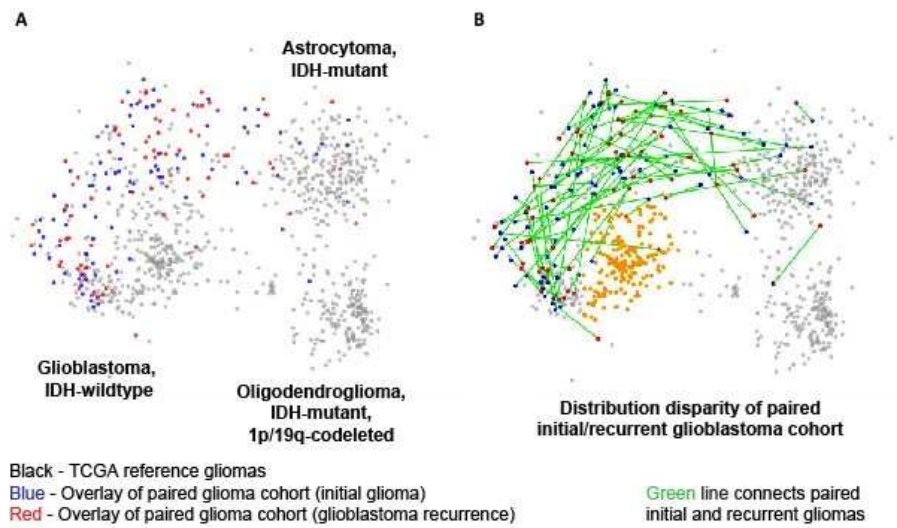 A
B
Astrocytoma,
IDH-mutant
Glioblastoma,
IDH-wildtype
Oligodendroglioma,
IDH-mutant,
1p/19q-codeleted
Distribution disparity of paired
initial/recurrent glioblastoma cohort
Black - TCGA reference gliomas
Blue - Overlay of paired glioma cohort (initial glioma)
Red - Overlay of paired glioma cohort (glioblastoma recurrence)
Green line connects paired
initial and recurrent gliomas